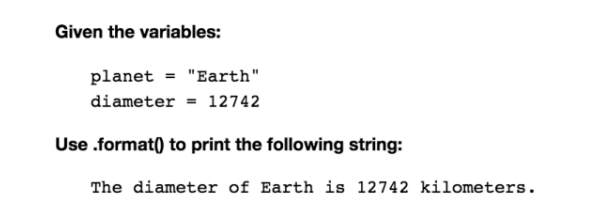 Given the variables:
planet = "Earth"
diameter = 12742
Use .format() to print the following string:
The diameter of Earth is 12742 kilometers.